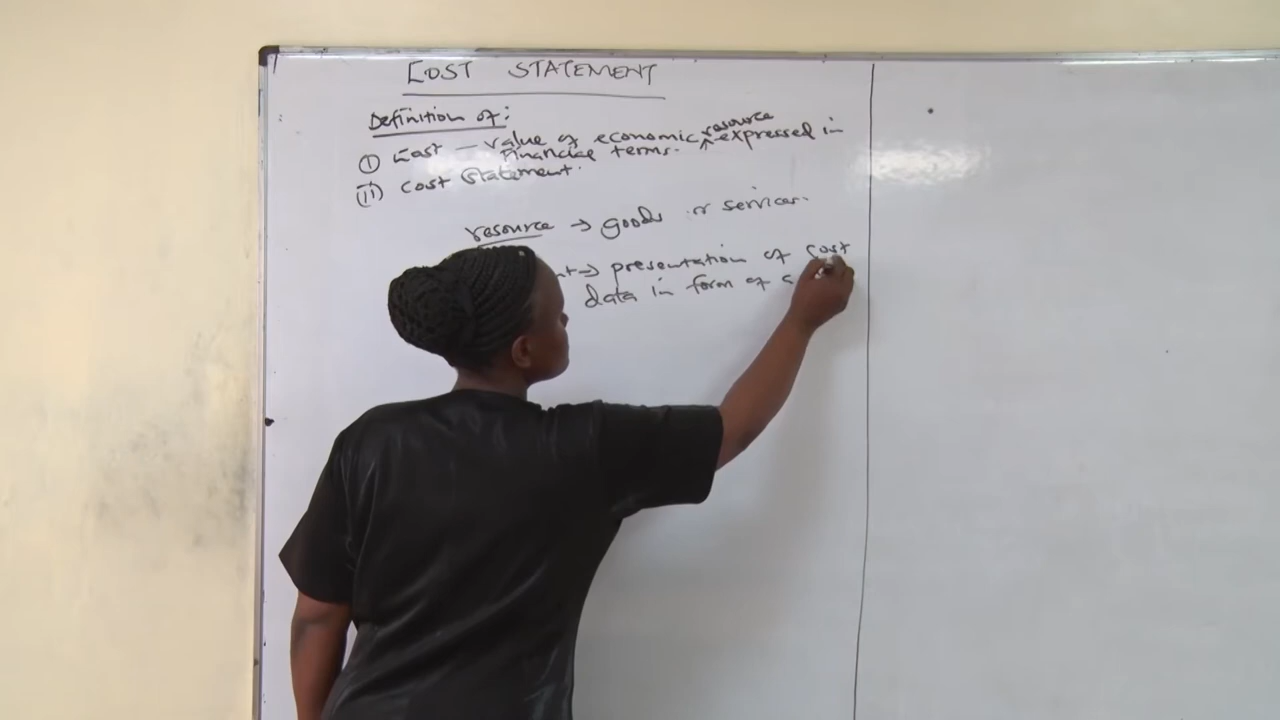 COST STATEMENT
Definition of:
(i) Cost — value of economic ^ resource expressed in
financial terms.
(ii) Cost Statement.
resource → goods or services.
nt → presentation of cost
data in form of a